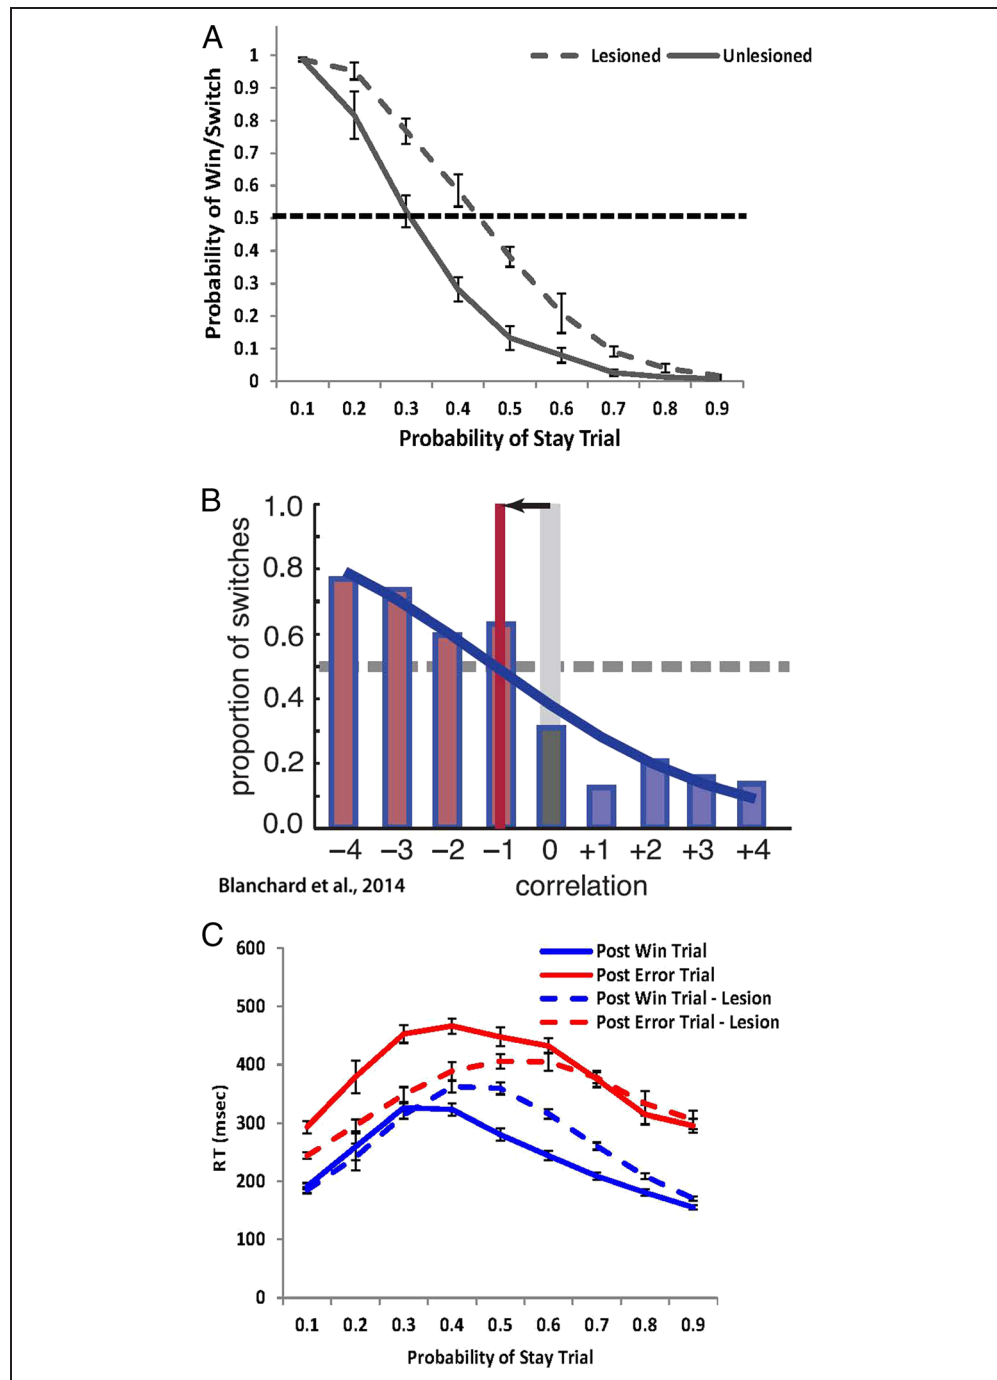 A
Lesioned
Unlesioned
Probability of Win/Switch
1
0.9
0.8
0.7
0.6
0.5
0.4
0.3
0.2
0.1
0
0.1 0.2 0.3 0.4 0.5 0.6 0.7 0.8 0.9
Probability of Stay Trial
B
proportion of switches
1.0
0.8
0.6
0.4
0.2
0.0
−4 −3 −2 −1 0 +1 +2 +3 +4
Blanchard et al., 2014
correlation
C
Post Win Trial
Post Error Trial
Post Win Trial - Lesion
Post Error Trial - Lesion
RT (msec)
600
500
400
300
200
100
0
0.1 0.2 0.3 0.4 0.5 0.6 0.7 0.8 0.9
Probability of Stay Trial